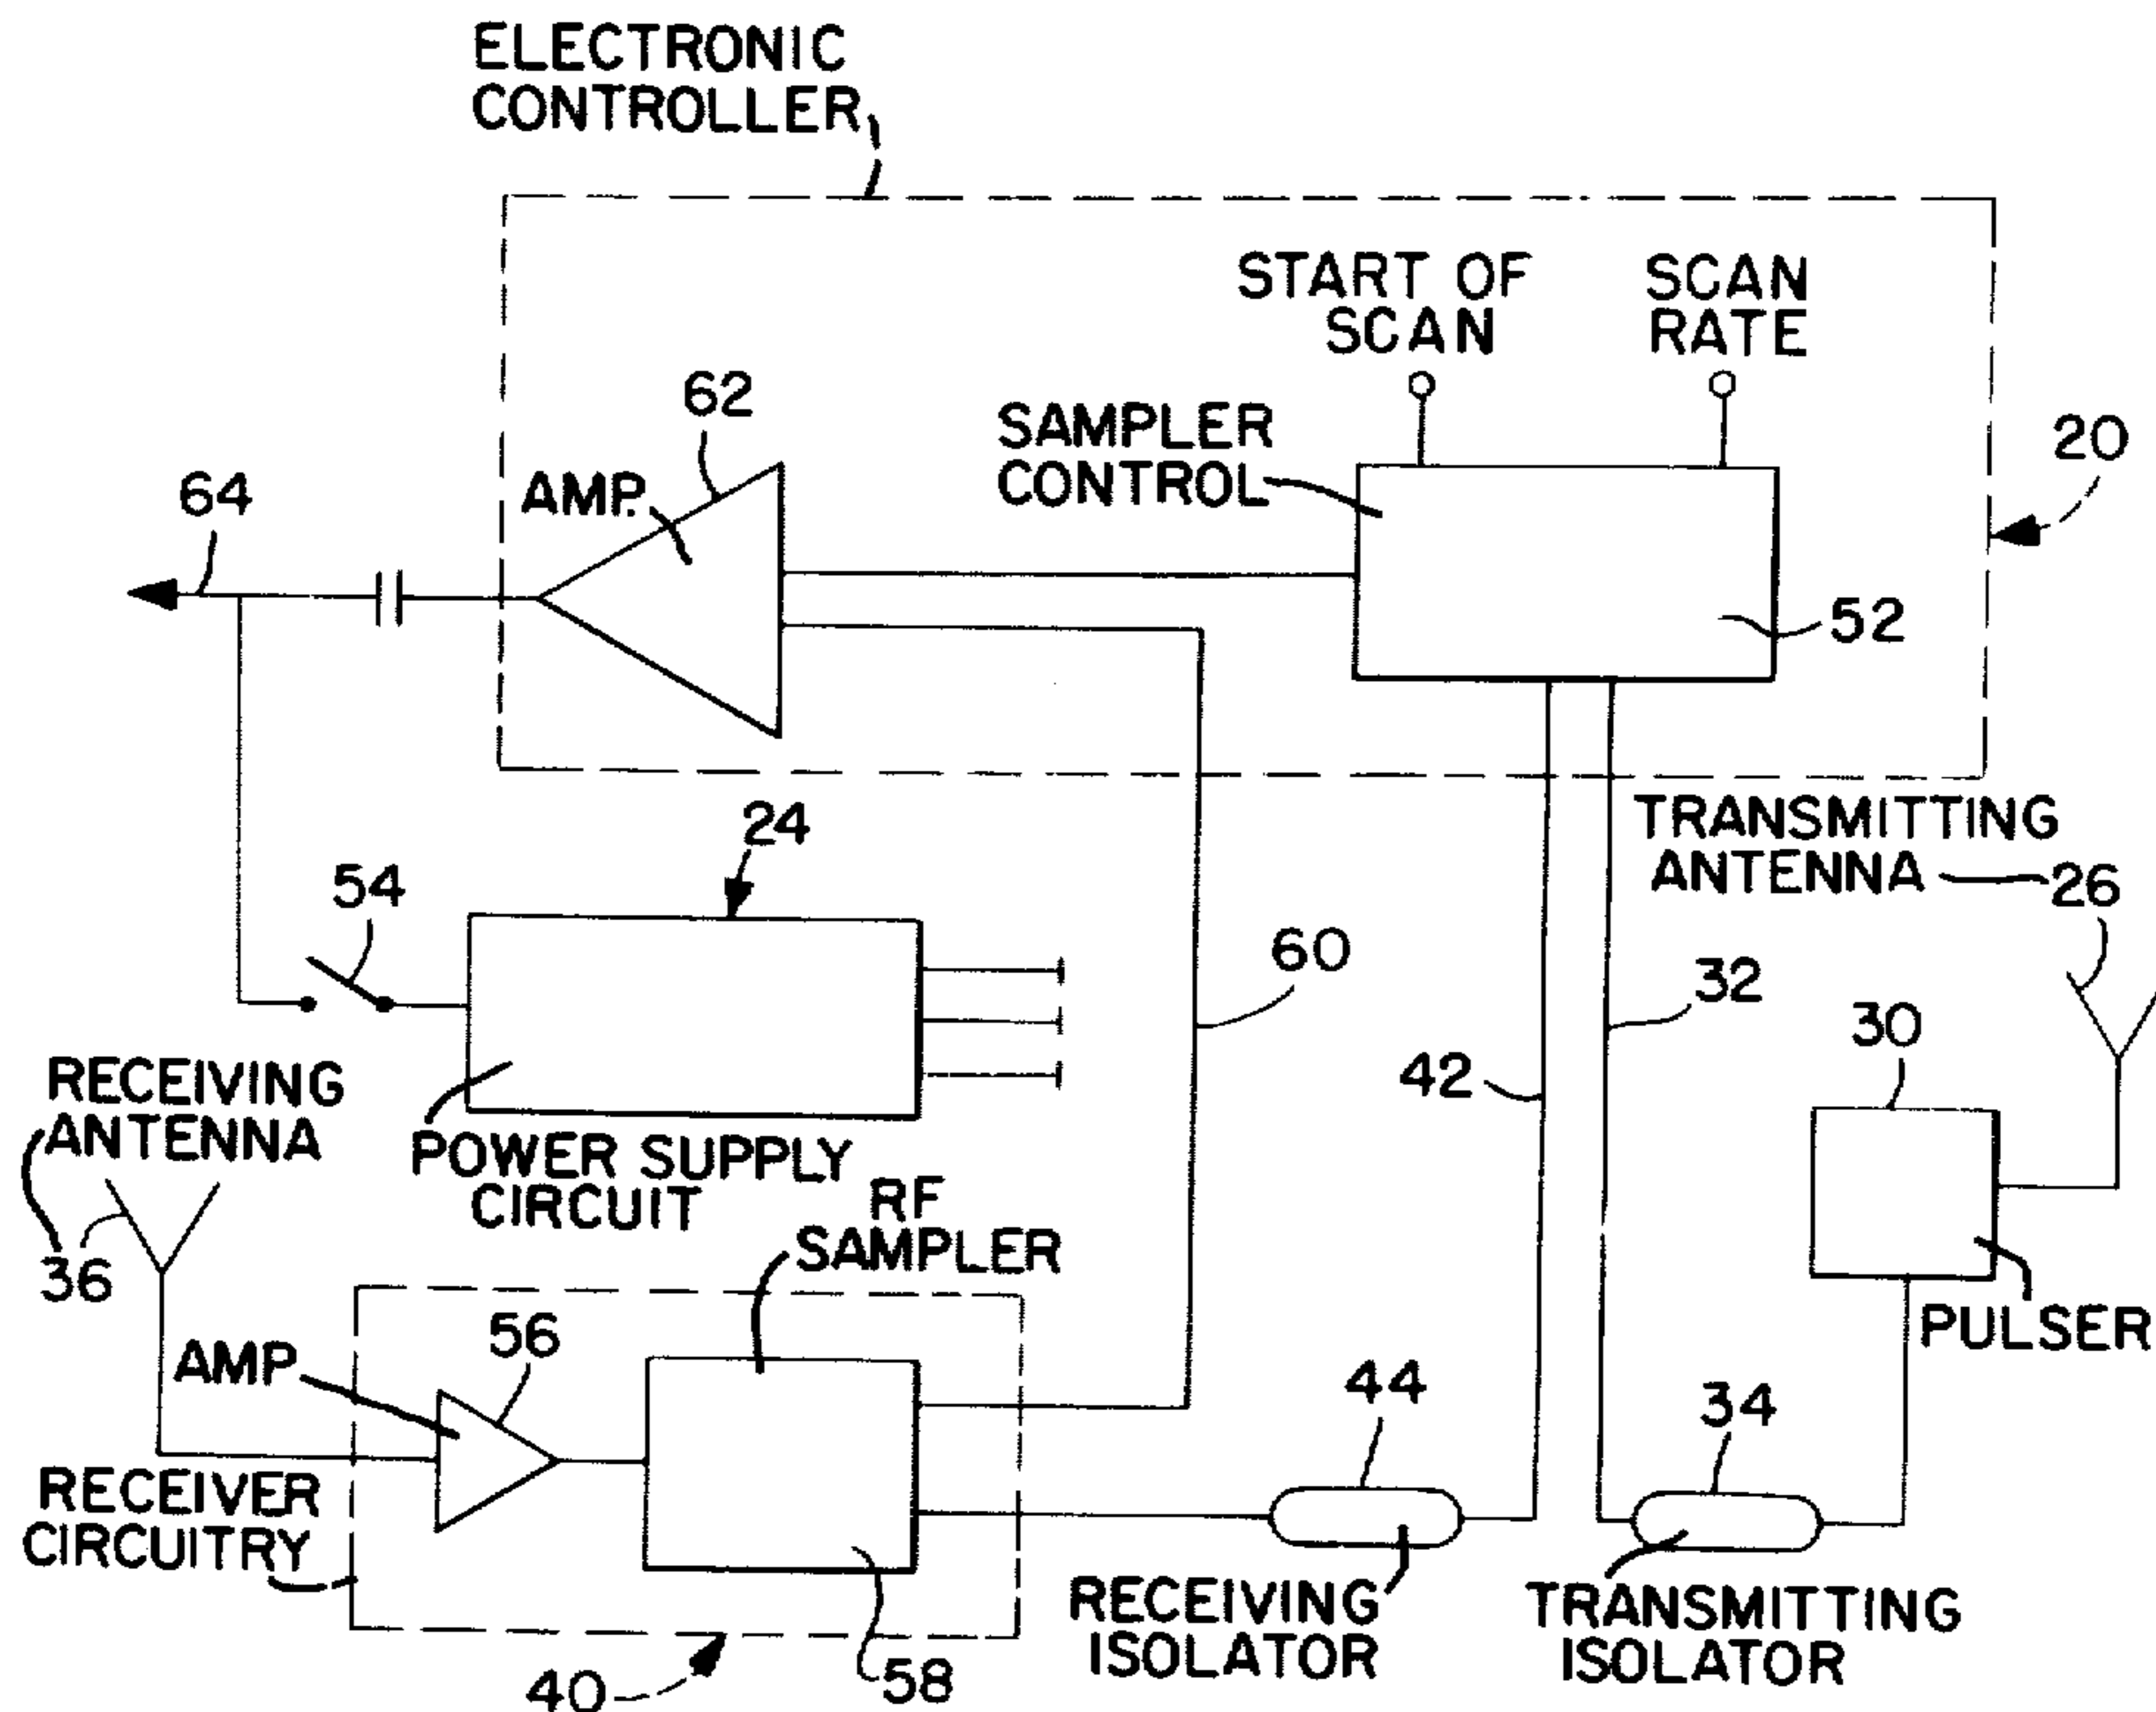 ELECTRONIC
CONTROLLER
START OF
SCAN
SCAN
RATE
62
SAMPLER
CONTROL
20
64
AMP.
52
24
TRANSMITTING
ANTENNA
26
54
60
32
30
42
RECEIVING
ANTENNA
POWER SUPPLY
CIRCUIT
RF
SAMPLER
36
PULSER
AMP
56
44
34
RECEIVER
CIRCUITRY
RECEIVING
ISOLATOR
TRANSMITTING
ISOLATOR
40
58